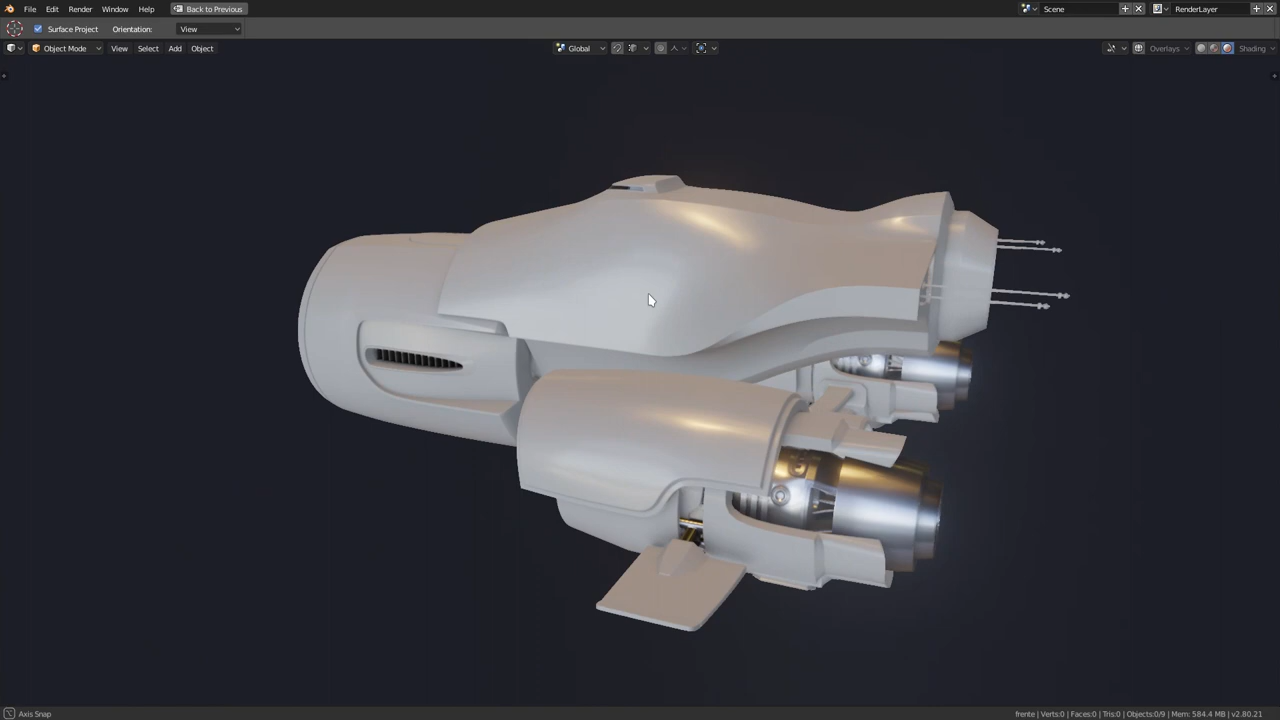 File Edit Render Window Help Back to Previous Scene RenderLayer
Surface Project Orientation: View
Object Mode View Select Add Object Global Overlays Shading
Axis Snap frente | Verts:0 | Faces:0 | Tris:0 | Objects:0/9 | Mem: 584.4 MB | v2.80.21